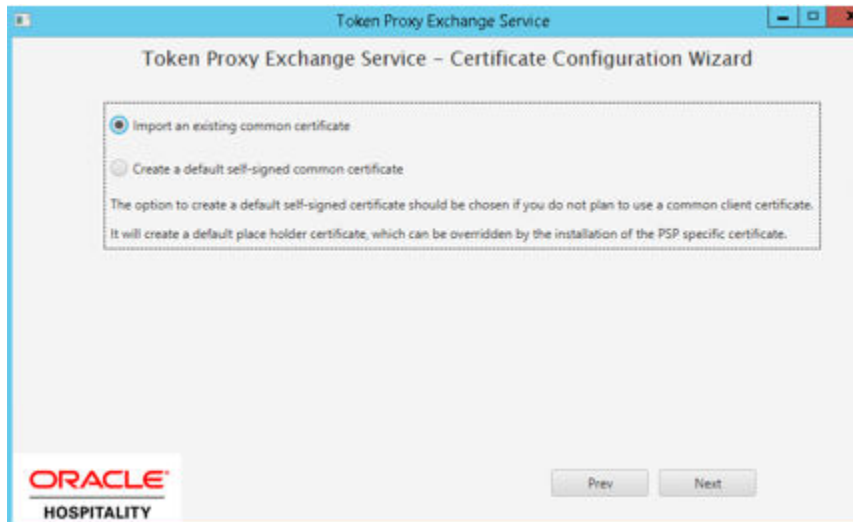 Token Proxy Exchange Service
Token Proxy Exchange Service – Certificate Configuration Wizard
Import an existing common certificate
Create a default self-signed common certificate
The option to create a default self-signed certificate should be chosen if you do not plan to use a common client certificate.
It will create a default place holder certificate, which can be overridden by the installation of the PSP specific certificate.
Prev
Next
ORACLE®
HOSPITALITY